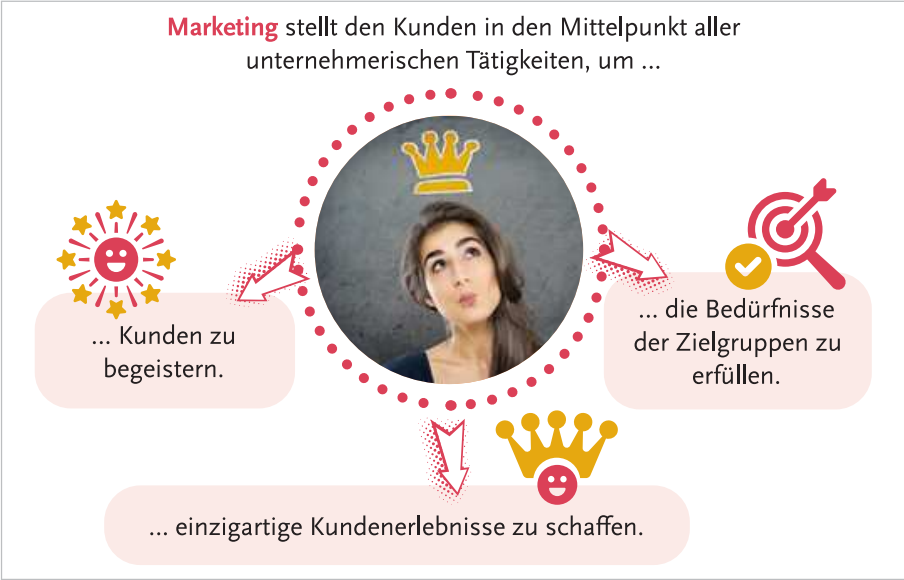 Marketing stellt den Kunden in den Mittelpunkt aller
unternehmerischen Tätigkeiten, um ...
... Kunden zu
begeistern.
... die Bedürfnisse
der Zielgruppen zu
erfüllen.
... einzigartige Kundenerlebnisse zu schaffen.